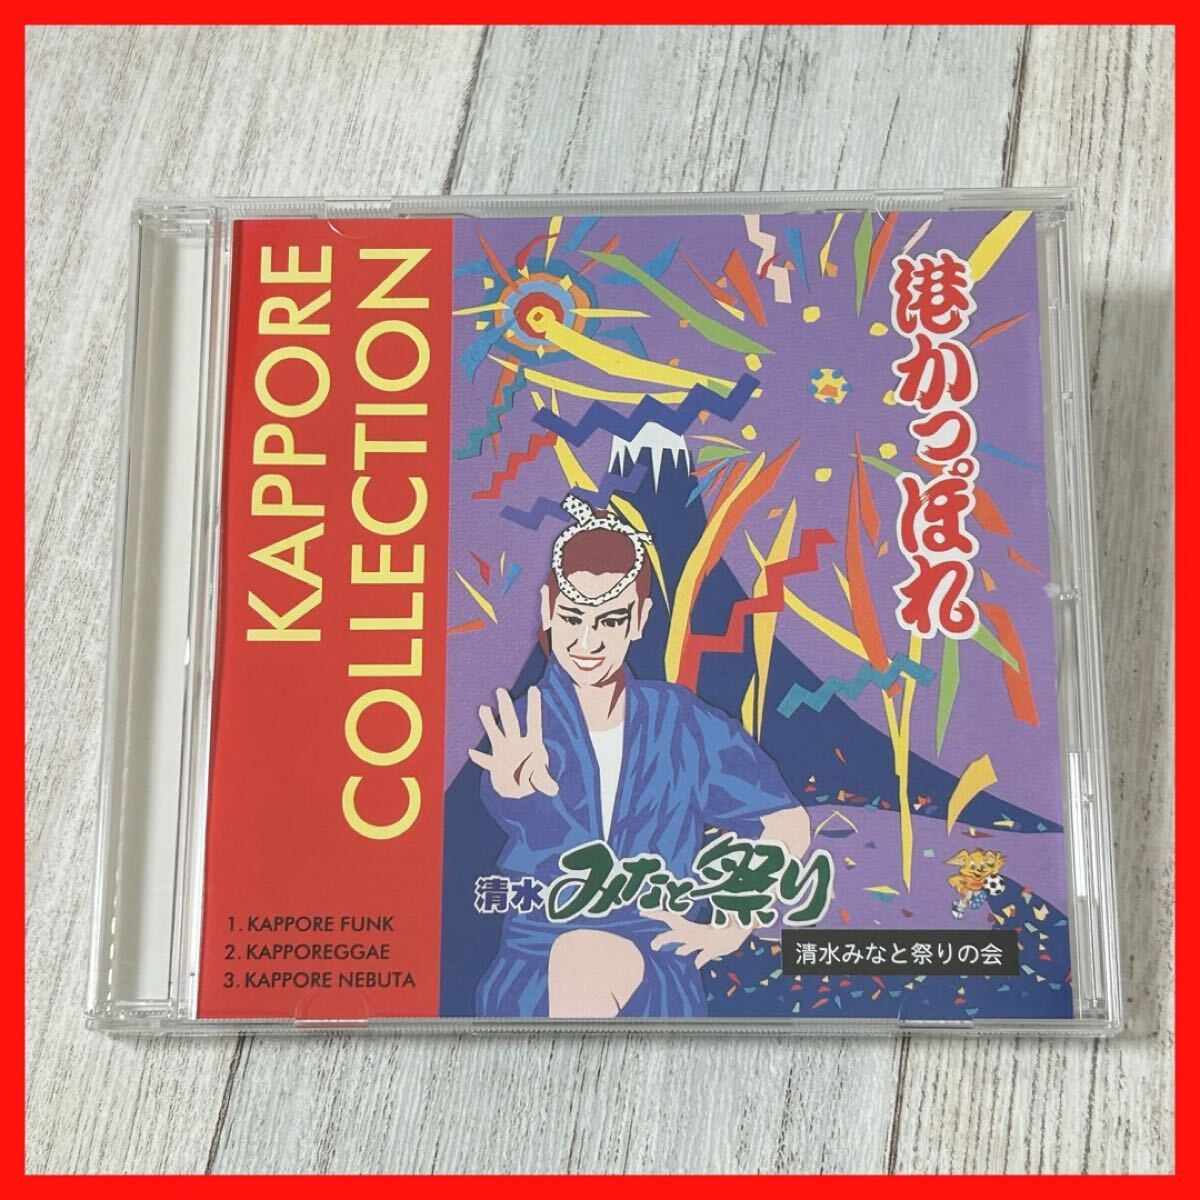 KAPPORE
COLLECTION
1. KAPPORE FUNK
2. KAPPOREGGAE
3. KAPPORE NEBUTA
港かっぽれ
清水みなと祭り
清水みなと祭りの会